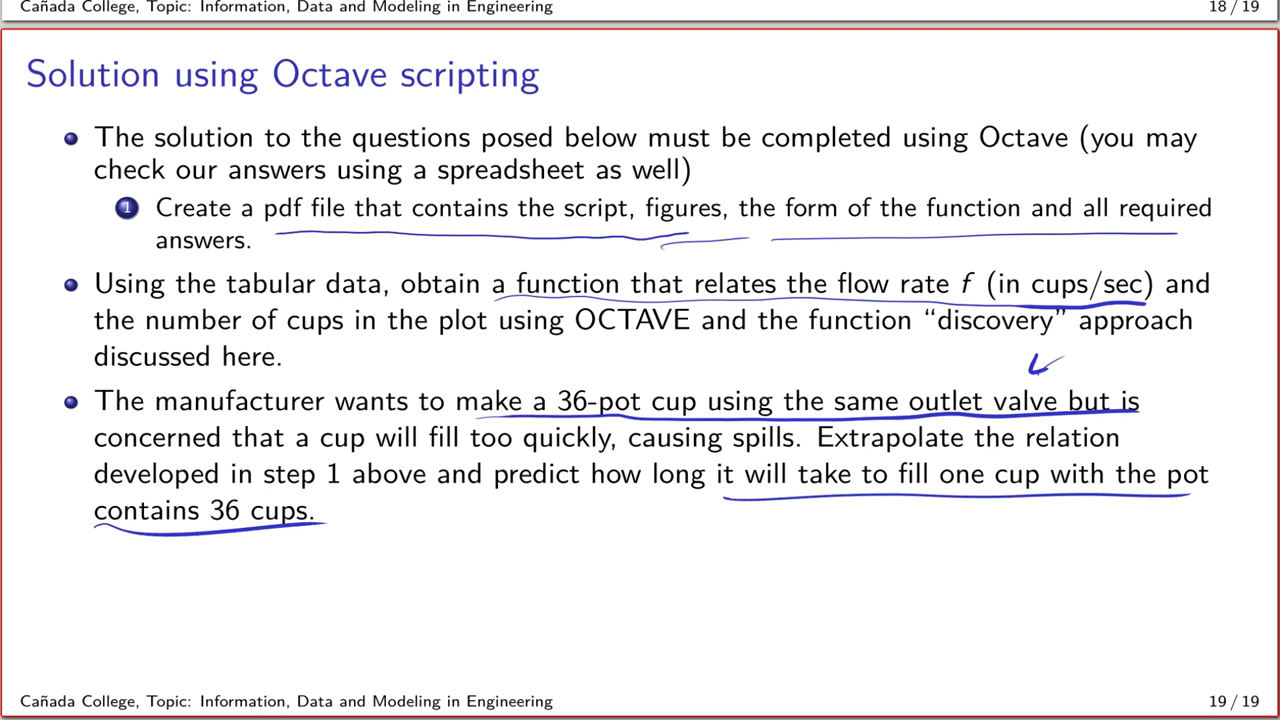 Cañada College, Topic: Information, Data and Modeling in Engineering 18 / 19
Solution using Octave scripting
The solution to the questions posed below must be completed using Octave (you may
check our answers using a spreadsheet as well)
1 Create a pdf file that contains the script, figures, the form of the function and all required
answers.
Using the tabular data, obtain a function that relates the flow rate f (in cups/sec) and
the number of cups in the plot using OCTAVE and the function “discovery” approach
discussed here.
The manufacturer wants to make a 36-pot cup using the same outlet valve but is
concerned that a cup will fill too quickly, causing spills. Extrapolate the relation
developed in step 1 above and predict how long it will take to fill one cup with the pot
contains 36 cups.
Cañada College, Topic: Information, Data and Modeling in Engineering 19 / 19